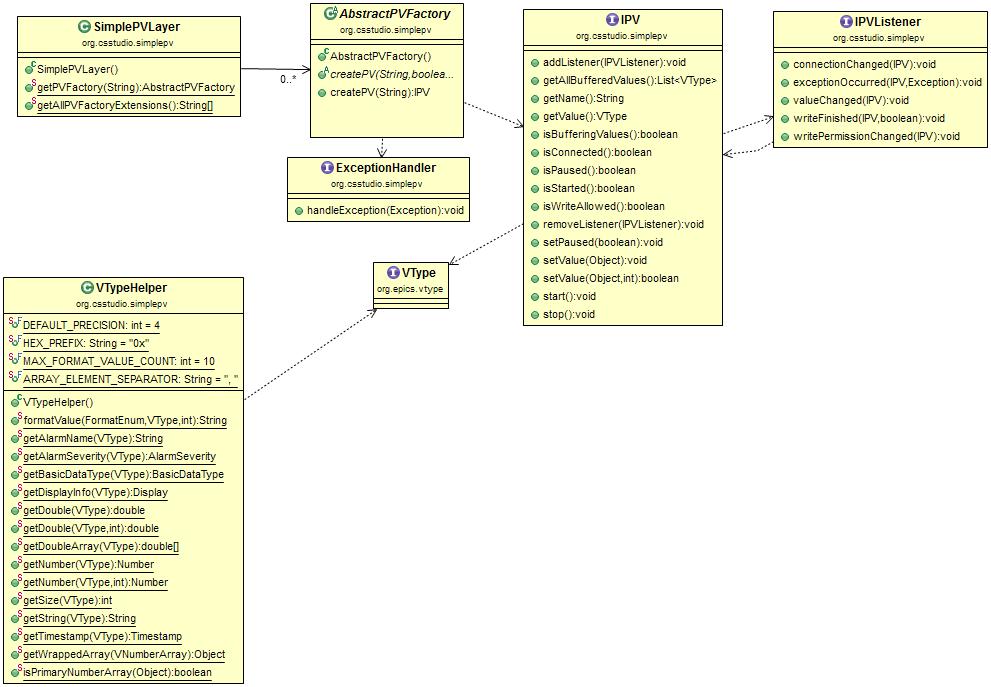 SimplePVLayer
org.csstudio.simplepv
SimplePVLayer()
getPVFactory(String):AbstractPVFactory
getAllPVFactoryExtensions():String[]
0..*
AbstractPVFactory
org.csstudio.simplepv
AbstractPVFactory()
createPV(String,boolea...
createPV(String):IPV
ExceptionHandler
org.csstudio.simplepv
handleException(Exception):void
IPV
org.csstudio.simplepv
addListener(IPVListener):void
getAllBufferedValues():List<VType>
getName():String
getValue():VType
isBufferingValues():boolean
isConnected():boolean
isPaused():boolean
isStarted():boolean
isWriteAllowed():boolean
removeListener(IPVListener):void
setPaused(boolean):void
setValue(Object):void
setValue(Object,int):boolean
start():void
stop():void
IPVListener
org.csstudio.simplepv
connectionChanged(IPV):void
exceptionOccurred(IPV,Exception):void
valueChanged(IPV):void
writeFinished(IPV,boolean):void
writePermissionChanged(IPV):void
VType
org.epics.vtype
VTypeHelper
org.csstudio.simplepv
DEFAULT_PRECISION: int = 4
HEX_PREFIX: String = "0x"
MAX_FORMAT_VALUE_COUNT: int = 10
ARRAY_ELEMENT_SEPARATOR: String = ", "
VTypeHelper()
formatValue(FormatEnum,VType,int):String
getAlarmName(VType):String
getAlarmSeverity(VType):AlarmSeverity
getBasicDataType(VType):BasicDataType
getDisplayInfo(VType):Display
getDouble(VType):double
getDouble(VType,int):double
getDoubleArray(VType):double[]
getNumber(VType):Number
getNumber(VType,int):Number
getSize(VType):int
getString(VType):String
getTimestamp(VType):Timestamp
getWrappedArray(VNumberArray):Object
isPrimaryNumberArray(Object):boolean